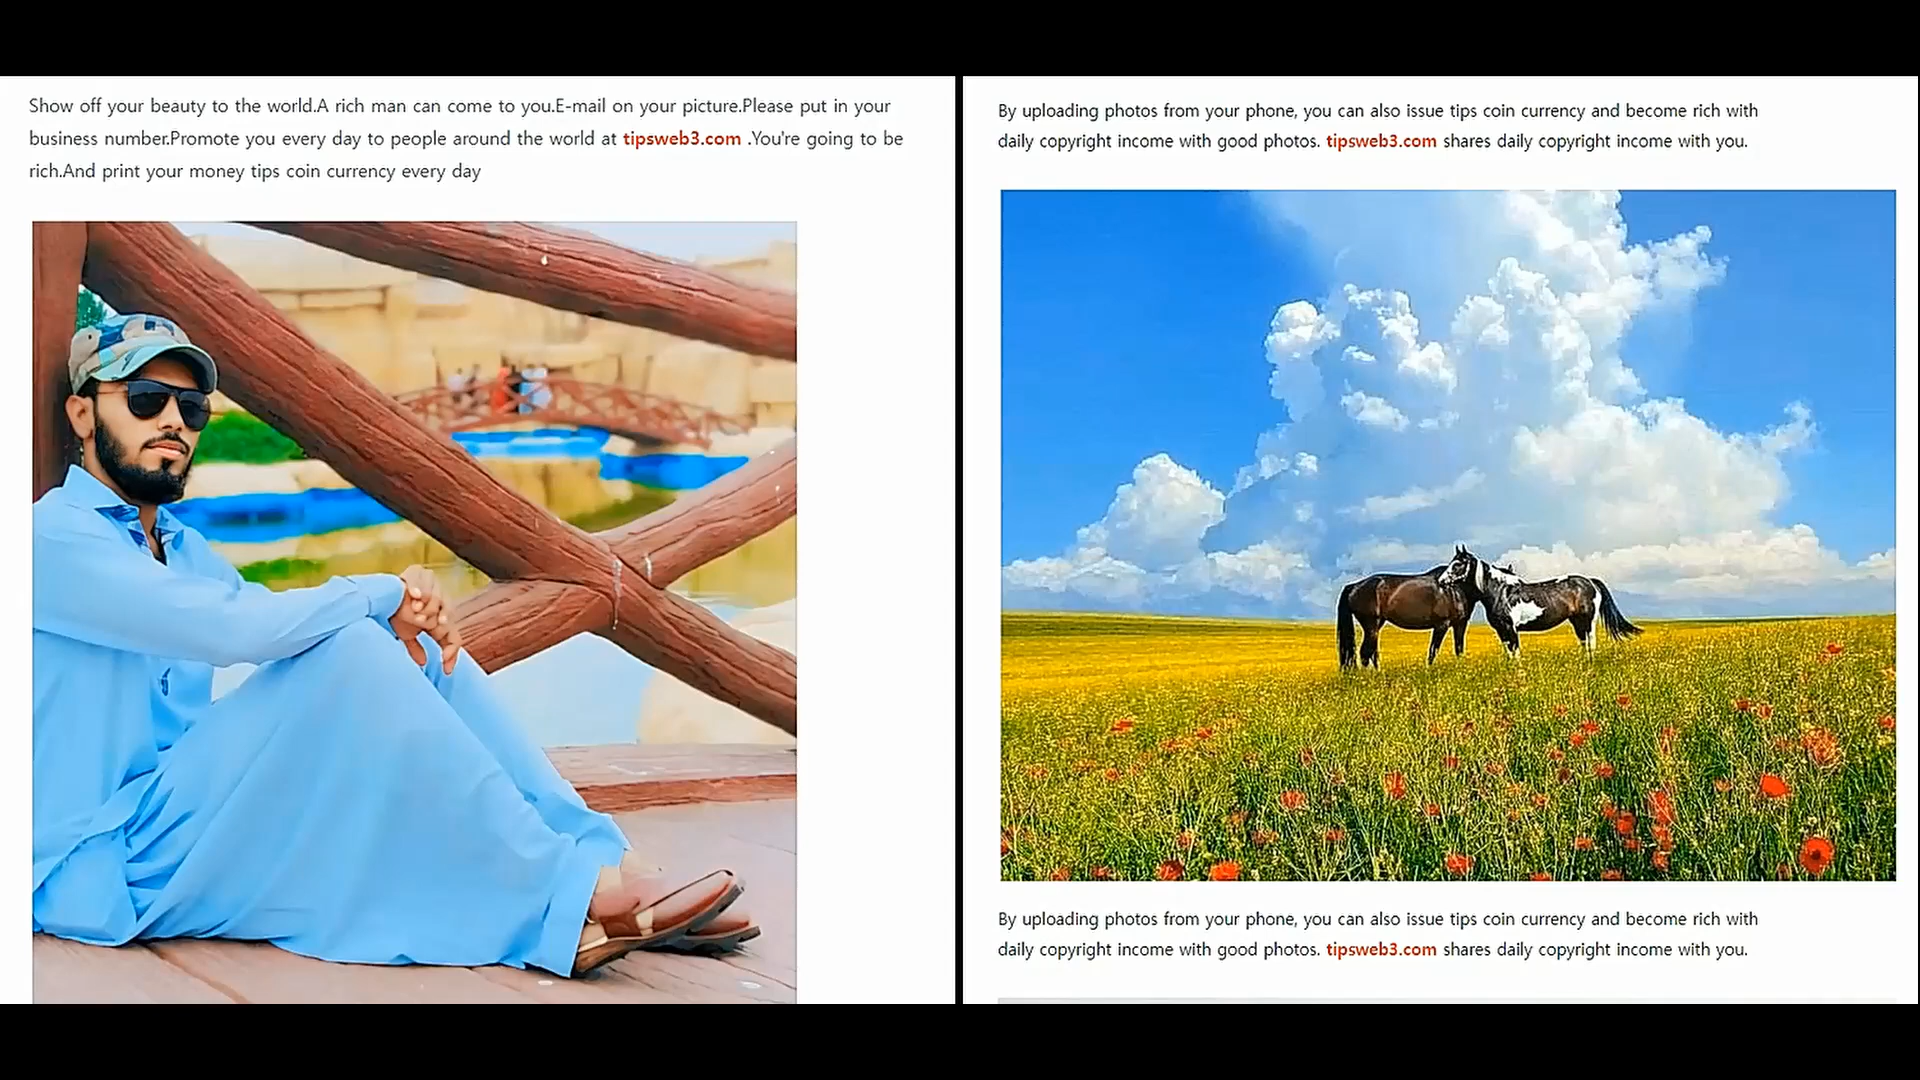 Show off your beauty to the world.A rich man can come to you.E-mail on your picture.Please put in your
business number.Promote you every day to people around the world at tipsweb3.com .You're going to be
rich.And print your money tips coin currency every day
By uploading photos from your phone, you can also issue tips coin currency and become rich with
daily copyright income with good photos. tipsweb3.com shares daily copyright income with you.
By uploading photos from your phone, you can also issue tips coin currency and become rich with
daily copyright income with good photos. tipsweb3.com shares daily copyright income with you.